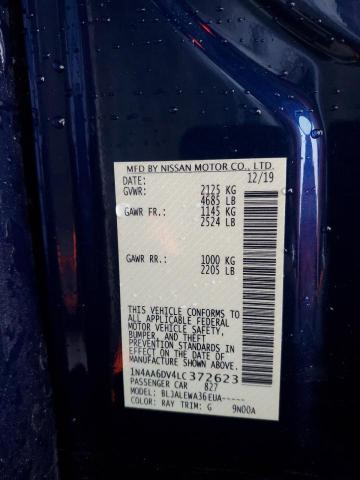 MFD BY NISSAN MOTOR CO., LTD.
DATE: 12/19
GVWR: 2125 KG
4685 LB
GAWR FR.: 1145 KG
2524 LB
GAWR RR.: 1000 KG
2205 LB
THIS VEHICLE CONFORMS TO
ALL APPLICABLE FEDERAL
MOTOR VEHICLE SAFETY,
BUMPER, AND THEFT
PREVENTION STANDARDS
IN EFFECT ON THE DATE OF
MANUFACTURE SHOWN ABOVE.
1N4AA6DV4LC372623
PASSENGER CAR 827
MODEL: BLJALEWA36EUA-----
COLOR: RAY TRIM: G 9N00A